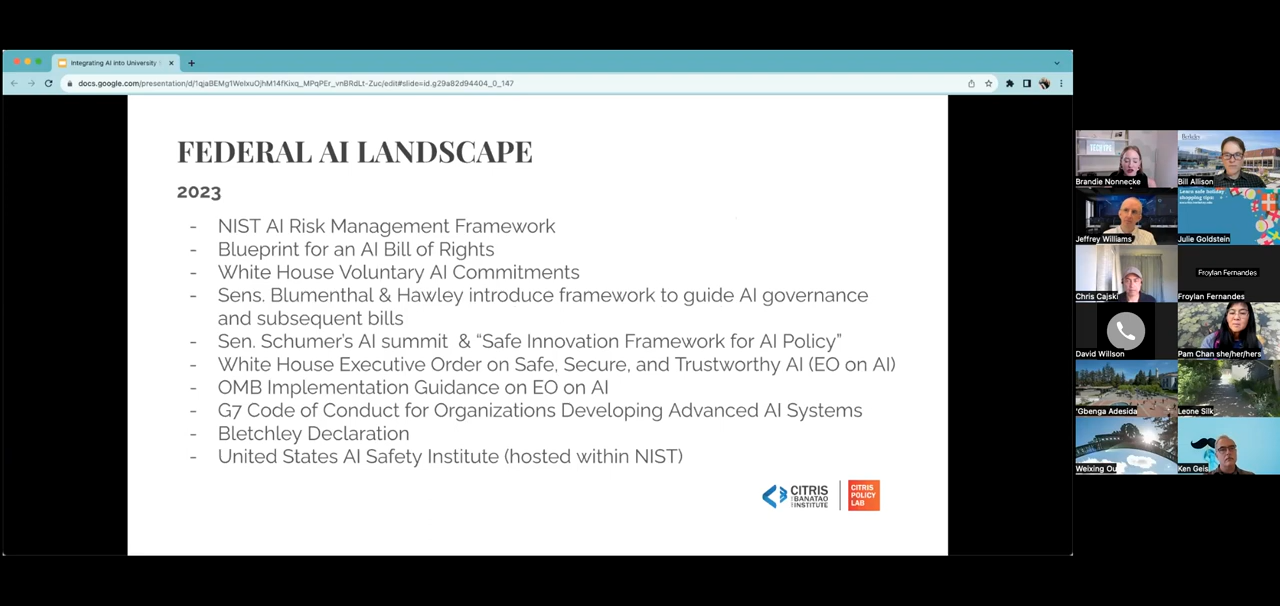 Integrating AI into University
docs.google.com/presentation/d/1qjaBEMg1WelxuOjhM14fKixq_MPqPEr_vnBRdLt-Zuc/edit#slide=id.g29a82d94404_0_147
FEDERAL AI LANDSCAPE
2023
- NIST AI Risk Management Framework
- Blueprint for an AI Bill of Rights
- White House Voluntary AI Commitments
- Sens. Blumenthal & Hawley introduce framework to guide AI governance
and subsequent bills
- Sen. Schumer's AI summit & “Safe Innovation Framework for AI Policy”
- White House Executive Order on Safe, Secure, and Trustworthy AI (EO on AI)
- OMB Implementation Guidance on EO on AI
- G7 Code of Conduct for Organizations Developing Advanced AI Systems
- Bletchley Declaration
- United States AI Safety Institute (hosted within NIST)
CITRIS
BANATAO
INSTITUTE
CITRIS
POLICY
LAB
Brandie Nonnecke
Berkeley
Bill Allison
Jeffrey Williams
Learn safe holiday
shopping tips:
Julie Goldstein
Chris Cajski
Froylan Fernandes
Froylan Fernandes
David Willson
Pam Chan she/her/hers
'Gbenga Adesida
Leone Silk
Weixing
Ken Geis